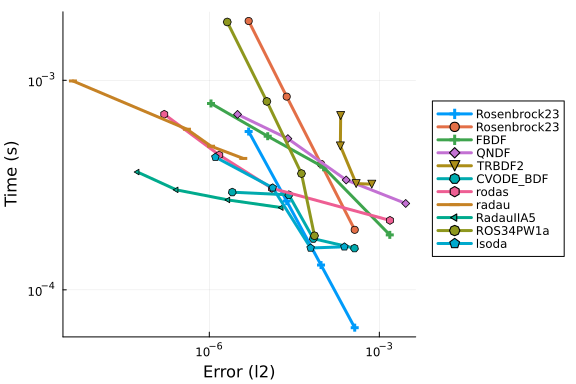 10⁻³
10⁻⁴
Time (s)
10⁻⁶
10⁻³
Error (l2)
Rosenbrock23
Rosenbrock23
FBDF
QNDF
TRBDF2
CVODE_BDF
rodas
radau
RadauIIA5
ROS34PW1a
lsoda